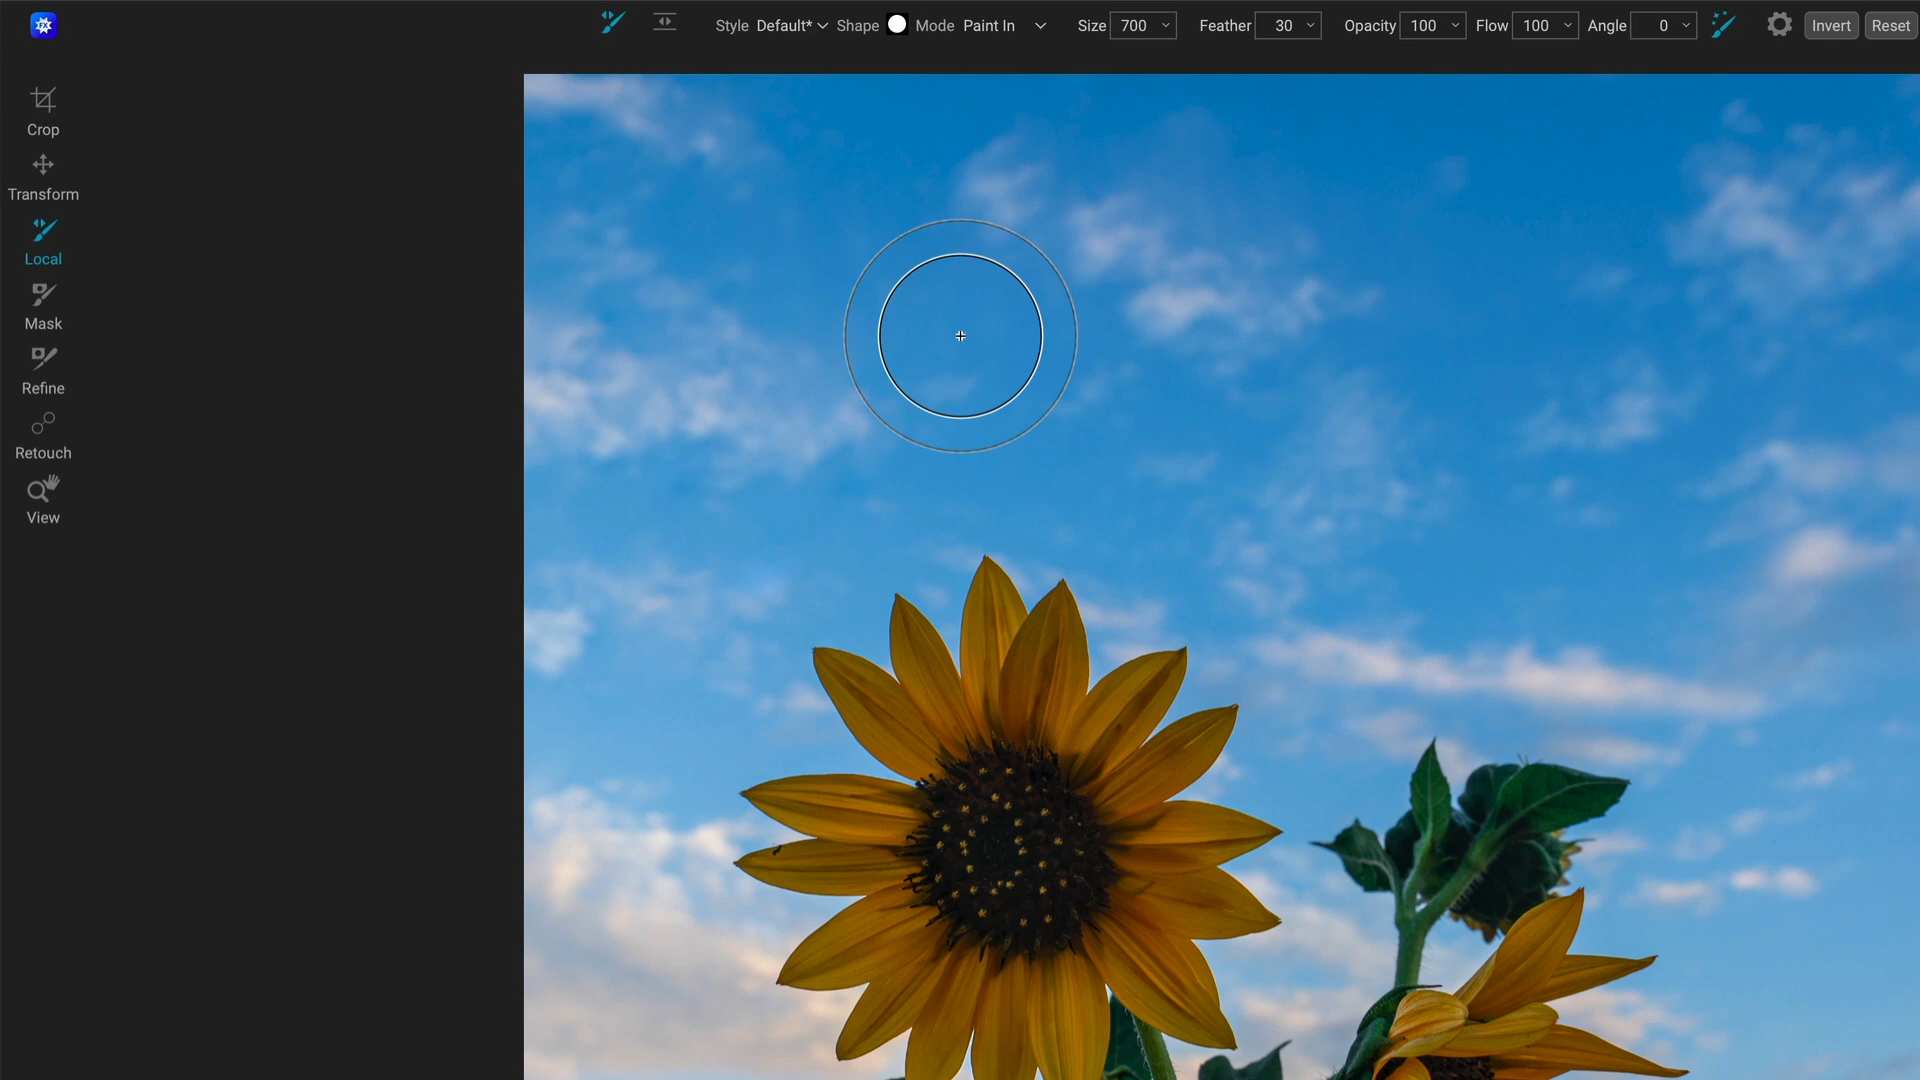 Style Default* Shape Mode Paint In Size 700 Feather 30 Opacity 100 Flow 100 Angle 0 Invert Reset
Crop
Transform
Local
Mask
Refine
Retouch
View